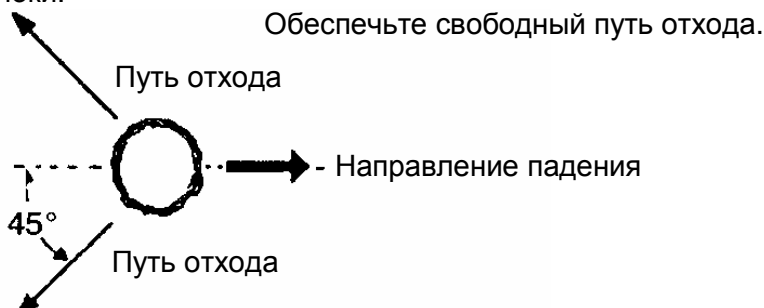 Обеспечьте свободный путь отхода.
Путь отхода
- Направление падения
45°
Путь отхода